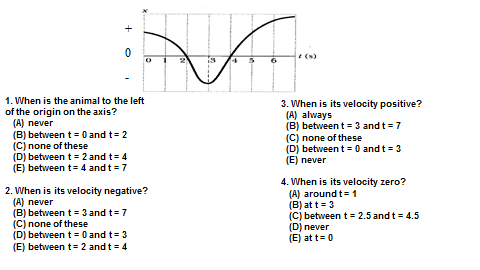 x
+
0
-
0 1 2 3 4 5 6 t (s)
1. When is the animal to the left
of the origin on the axis?
(A) never
(B) between t = 0 and t = 2
(C) none of these
(D) between t = 2 and t = 4
(E) between t = 4 and t = 7
2. When is its velocity negative?
(A) never
(B) between t = 3 and t = 7
(C) none of these
(D) between t = 0 and t = 3
(E) between t = 2 and t = 4
3. When is its velocity positive?
(A) always
(B) between t = 3 and t = 7
(C) none of these
(D) between t = 0 and t = 3
(E) never
4. When is its velocity zero?
(A) around t = 1
(B) at t = 3
(C) between t = 2.5 and t = 4.5
(D) never
(E) at t = 0